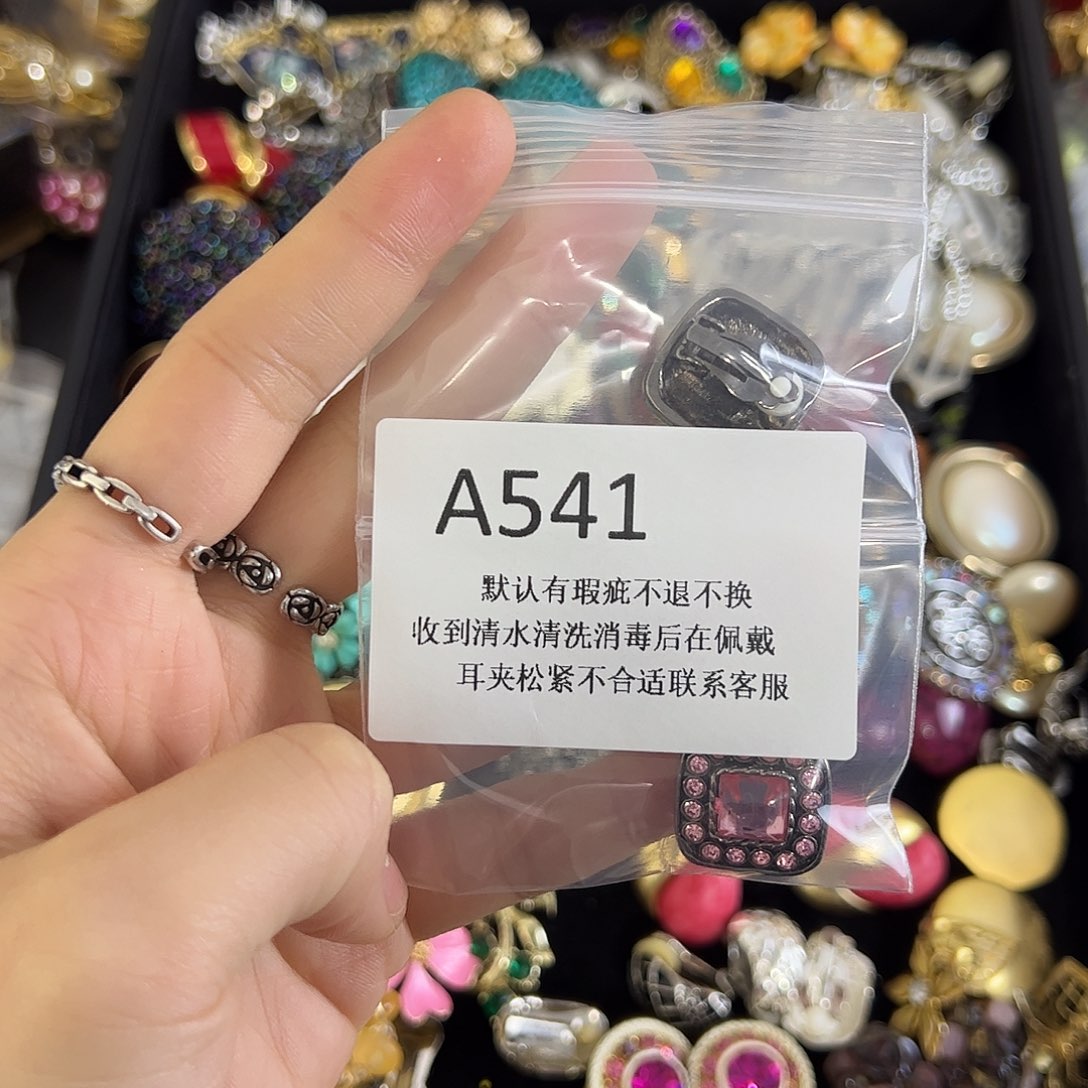 A541
默认有瑕疵不退不换
收到清水清洗消毒后在佩戴
耳夹松紧不合适联系客服